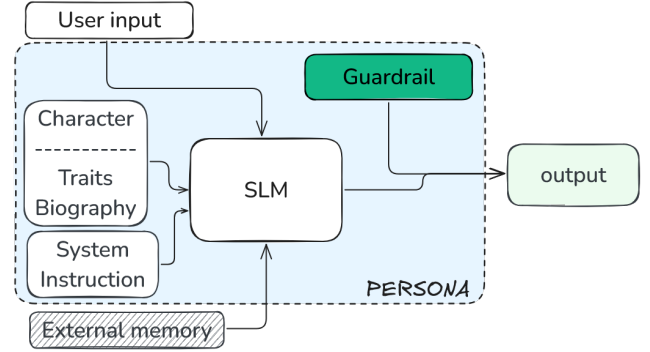 User input
Guardrail
Character
Traits
Biography
SLM
output
System
Instruction
PERSONA
External memory